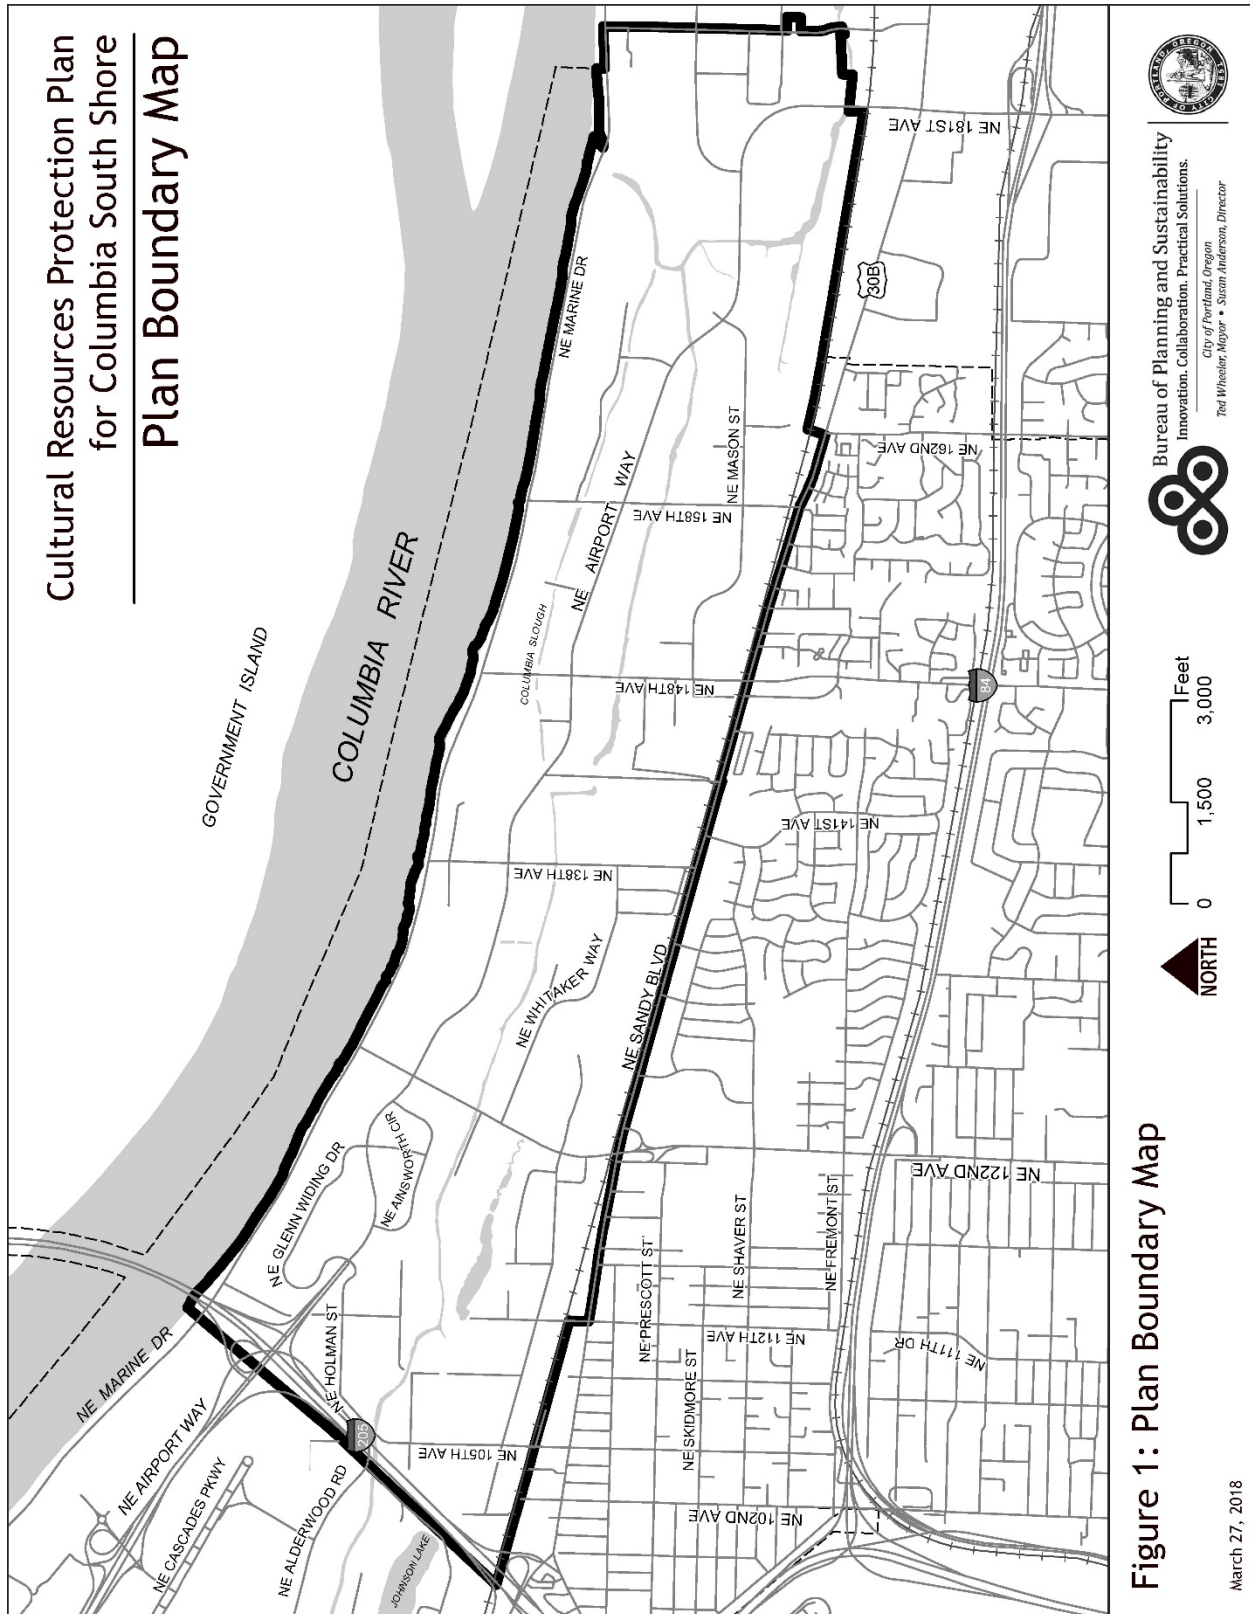 Cultural Resources Protection Plan
for Columbia South Shore
Plan Boundary Map
GOVERNMENT ISLAND
COLUMBIA RIVER
NE MARINE DR
NE MARINE DR
NE AIRPORT WAY
NE CASCADES PKWY
NE ALDERWOOD RD
JOHNSON LAKE
205
NE HOLMAN ST
NE GLENN WIDING DR
NE AINSWORTH CIR
NE 105TH AVE
NE WHITAKER WAY
NE 138TH AVE
COLUMBIA SLOUGH
NE AIRPORT WAY
NE 148TH AVE
NE 158TH AVE
NE MASON ST
NE SANDY BLVD
NE 181ST AVE
30B
NE 162ND AVE
84
NE 141ST AVE
NE 122ND AVE
NE PRESCOTT ST
NE SHAVER ST
NE FREMONT ST
NE SKIDMORE ST
NE 112TH AVE
NE 111TH DR
NE 102ND AVE
Figure 1: Plan Boundary Map
March 27, 2018
NORTH
0 1,500 3,000
Feet
Bureau of Planning and Sustainability
Innovation. Collaboration. Practical Solutions.
City of Portland, Oregon
Ted Wheeler, Mayor • Susan Anderson, Director
CITY OF PORTLAND, OREGON
1851